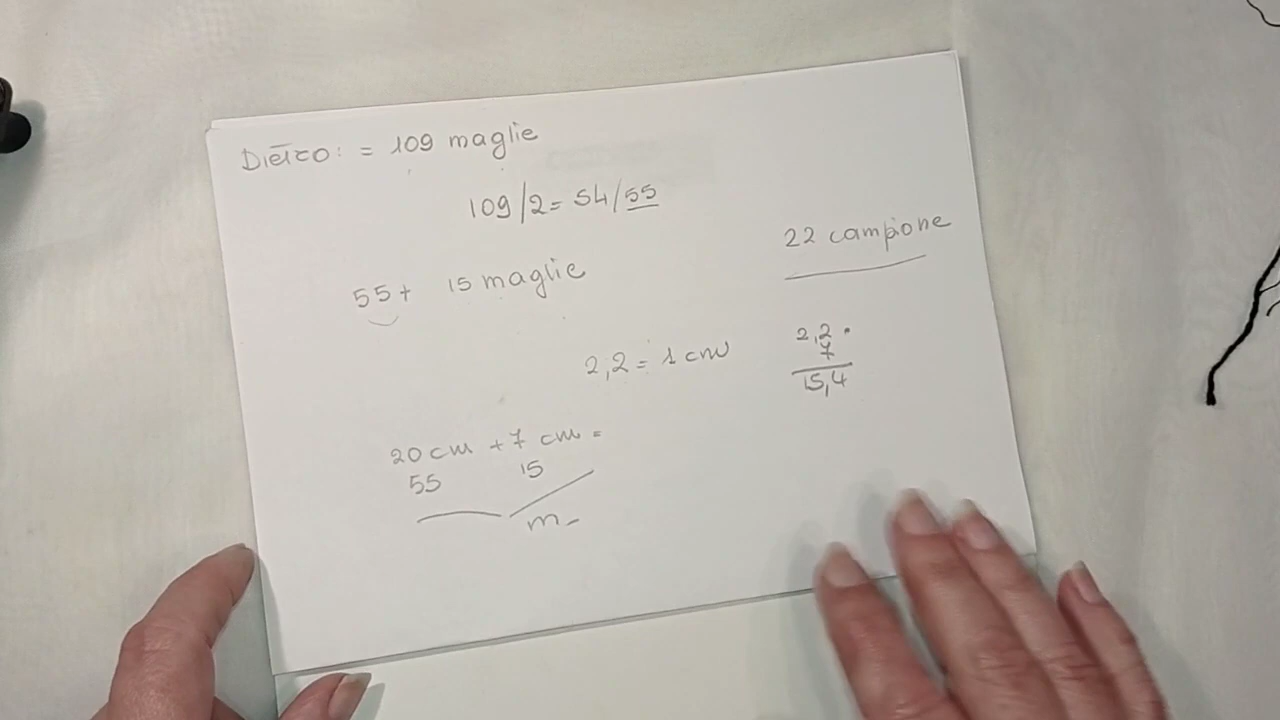 Dietro: = 109 maglie
109/2= 54/55
22 campione
55+ 15 maglie
2,2 = 1 cm
2,2 •
7
15,4
20 cm + 7 cm =
55 15
m